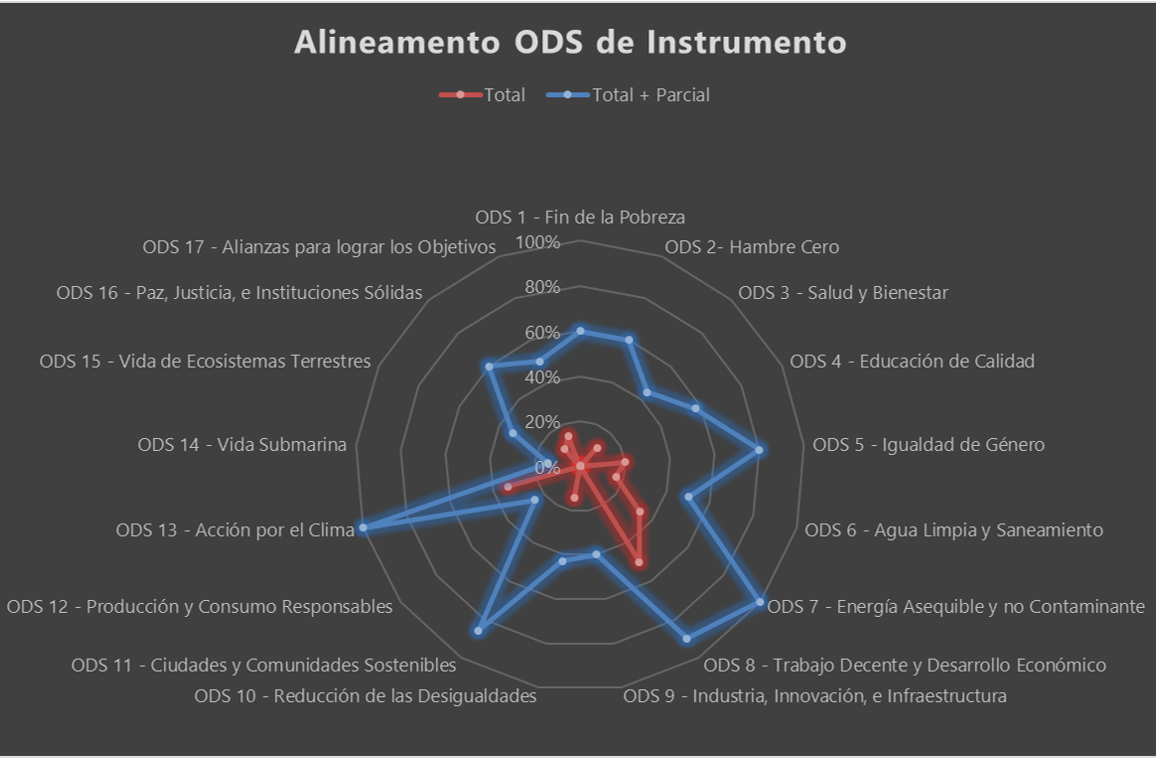 Alineamento ODS de Instrumento
Total
Total + Parcial
ODS 1 - Fin de la Pobreza
ODS 2- Hambre Cero
ODS 3 - Salud y Bienestar
ODS 4 - Educación de Calidad
ODS 5 - Igualdad de Género
ODS 6 - Agua Limpia y Saneamiento
ODS 7 - Energía Asequible y no Contaminante
ODS 8 - Trabajo Decente y Desarrollo Económico
ODS 9 - Industria, Innovación, e Infraestructura
ODS 10 - Reducción de las Desigualdades
ODS 11 - Ciudades y Comunidades Sostenibles
ODS 12 - Producción y Consumo Responsables
ODS 13 - Acción por el Clima
ODS 14 - Vida Submarina
ODS 15 - Vida de Ecosistemas Terrestres
ODS 16 - Paz, Justicia, e Instituciones Sólidas
ODS 17 - Alianzas para lograr los Objetivos
100%
80%
60%
40%
20%
0%